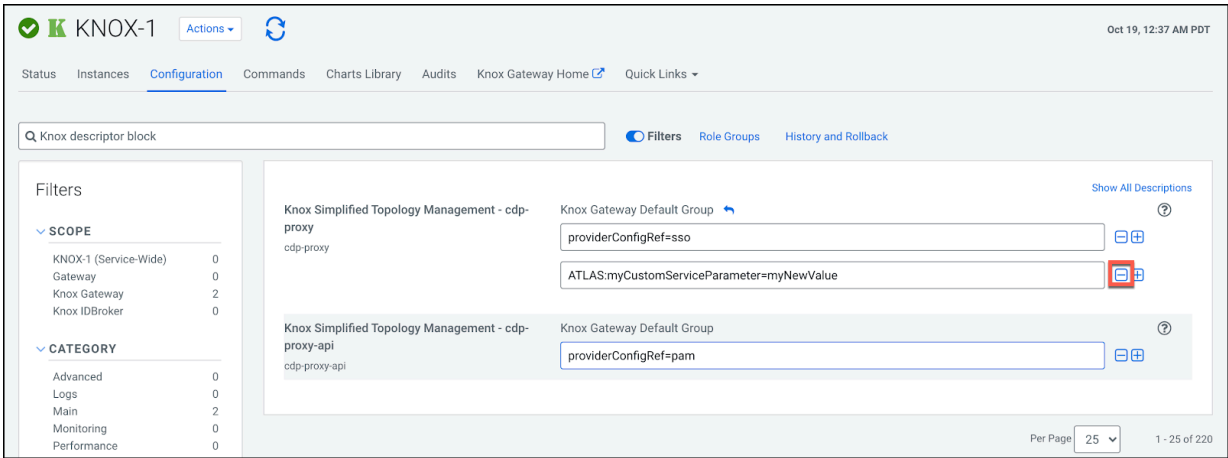 KNOX-1 Actions
Oct 19, 12:37 AM PDT
Status Instances Configuration Commands Charts Library Audits Knox Gateway Home Quick Links
Knox descriptor block
Filters Role Groups History and Rollback
Filters
SCOPE
KNOX-1 (Service-Wide) 0
Gateway 0
Knox Gateway 2
Knox IDBroker 0
CATEGORY
Advanced 0
Logs 0
Main 2
Monitoring 0
Performance 0
Show All Descriptions
Knox Simplified Topology Management - cdp-
proxy
cdp-proxy
Knox Gateway Default Group
providerConfigRef=sso
ATLAS:myCustomServiceParameter=myNewValue
Knox Simplified Topology Management - cdp-
proxy-api
cdp-proxy-api
Knox Gateway Default Group
providerConfigRef=pam
Per Page 25 1 - 25 of 220